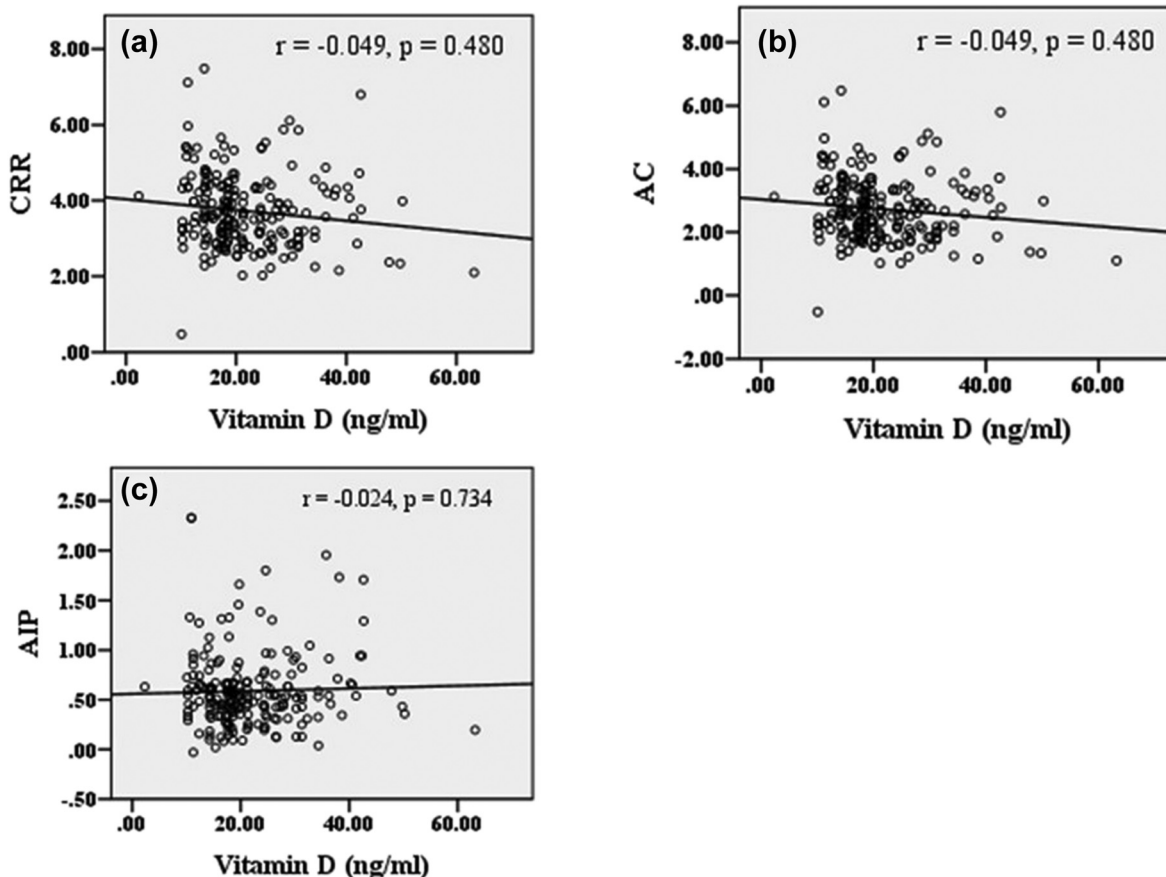 (a)
r = -0.049, p = 0.480
8.00
6.00
4.00
2.00
.00
CRR
.00 20.00 40.00 60.00
Vitamin D (ng/ml)
(b)
r = -0.049, p = 0.480
8.00
6.00
4.00
2.00
.00
-2.00
AC
.00 20.00 40.00 60.00
Vitamin D (ng/ml)
(c)
r = -0.024, p = 0.734
2.50
2.00
1.50
1.00
.50
.00
-.50
AIP
.00 20.00 40.00 60.00
Vitamin D (ng/ml)